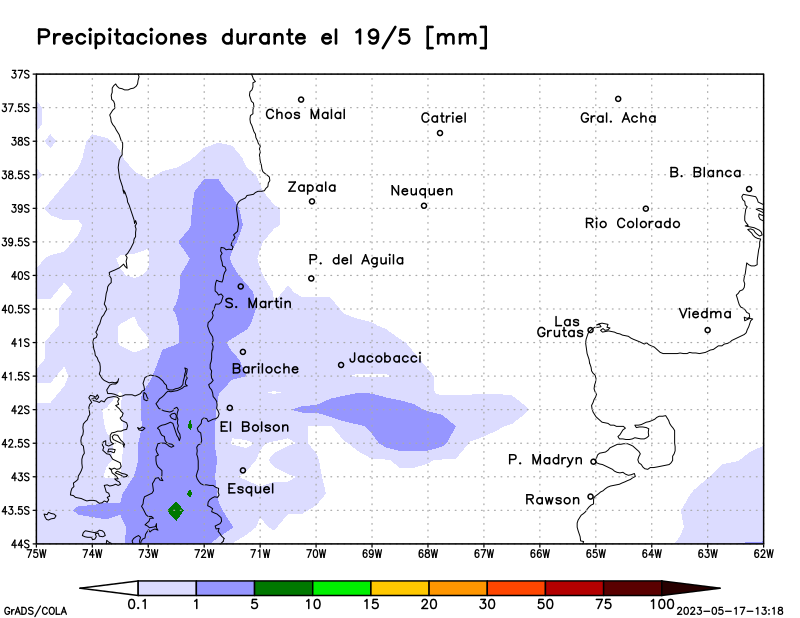 Precipitaciones durante el 19/5 [mm]
37S
37.5S
38S
38.5S
39S
39.5S
40S
40.5S
41S
41.5S
42S
42.5S
43S
43.5S
44S
Chos Malal
Catriel
Gral. Acha
B. Blanca
Zapala
Neuquen
Rio Colorado
P. del Aguila
S. Martin
Las
Grutas
Viedma
Jacobacci
Bariloche
El Bolson
P. Madryn
Esquel
Rawson
75W 74W 73W 72W 71W 70W 69W 68W 67W 66W 65W 64W 63W 62W
0.1 1 5 10 15 20 30 50 75 100
GrADS/COLA
2023-05-17-13:18